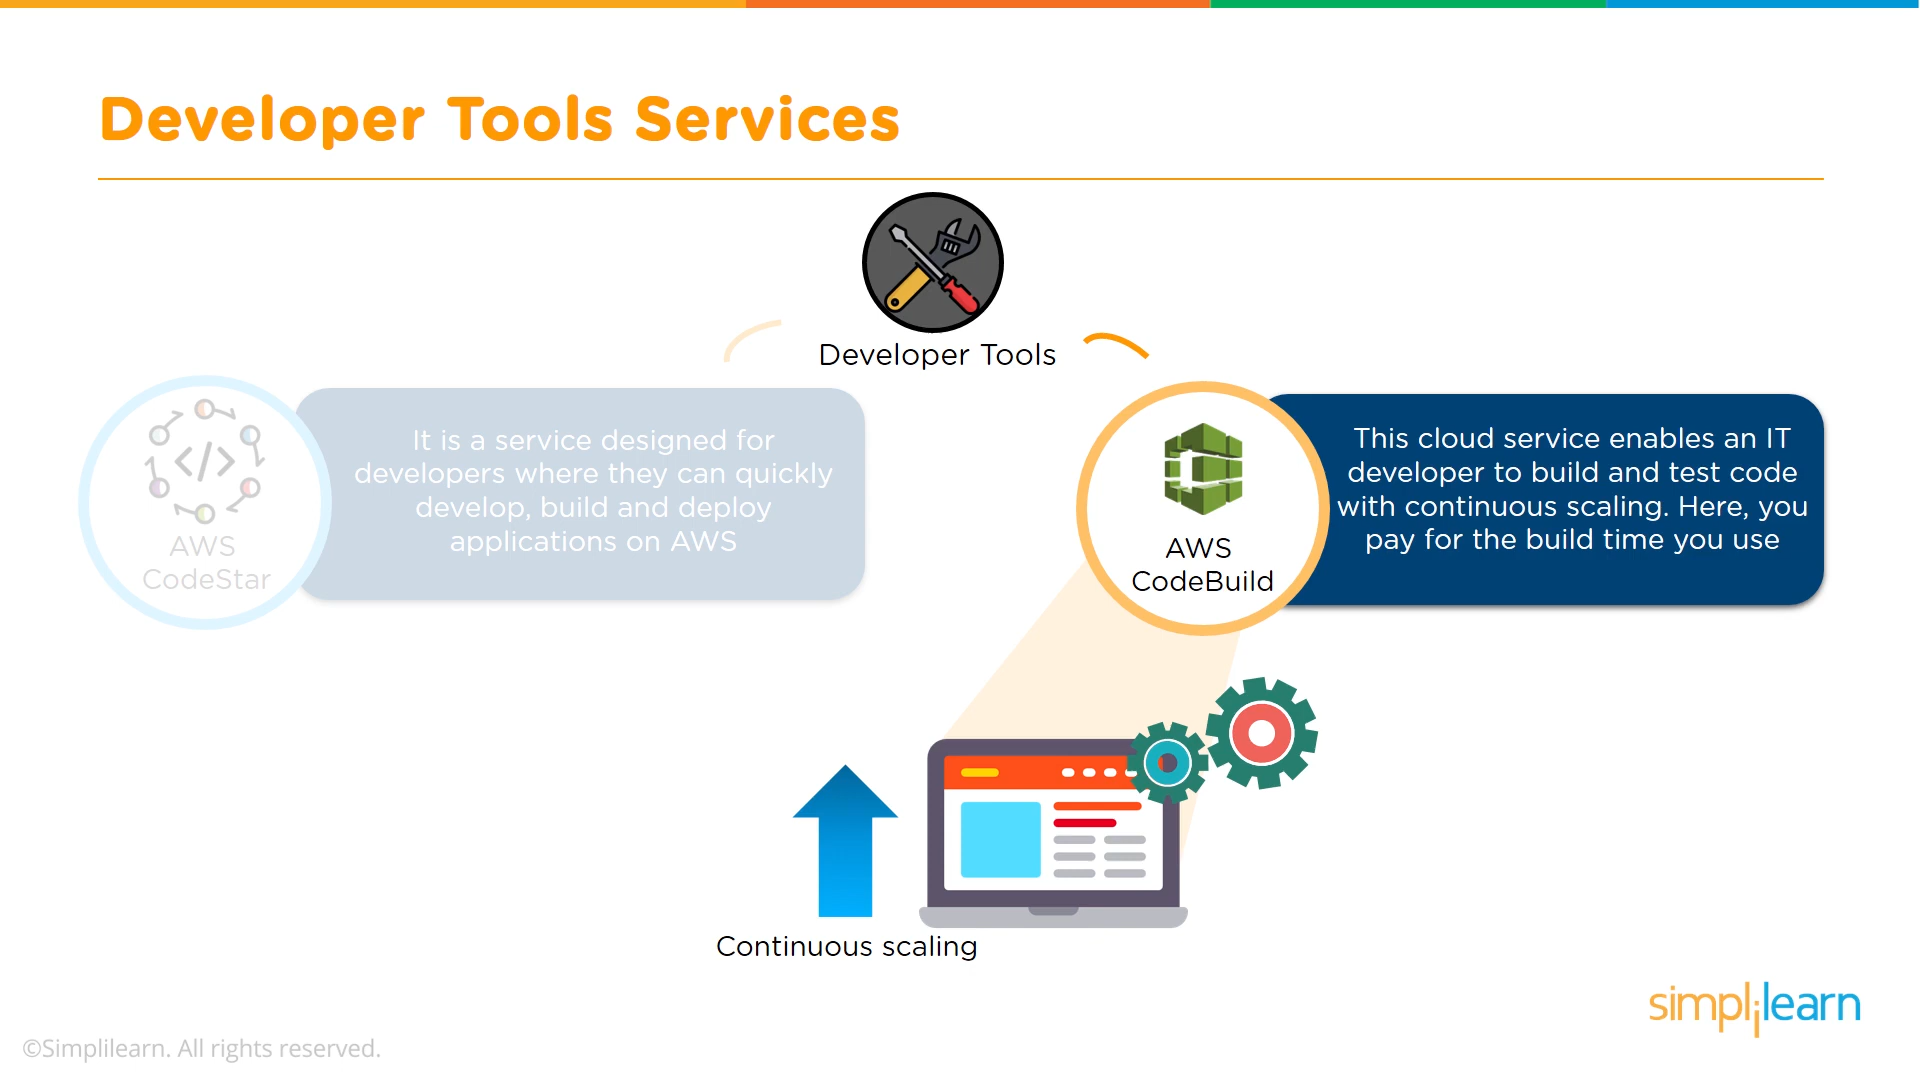 Developer Tools Services
Developer Tools
It is a service designed for
developers where they can quickly
develop, build and deploy
applications on AWS
AWS
CodeStar
This cloud service enables an IT
developer to build and test code
with continuous scaling. Here, you
pay for the build time you use
AWS
CodeBuild
Continuous scaling
simplilearn
©Simplilearn. All rights reserved.